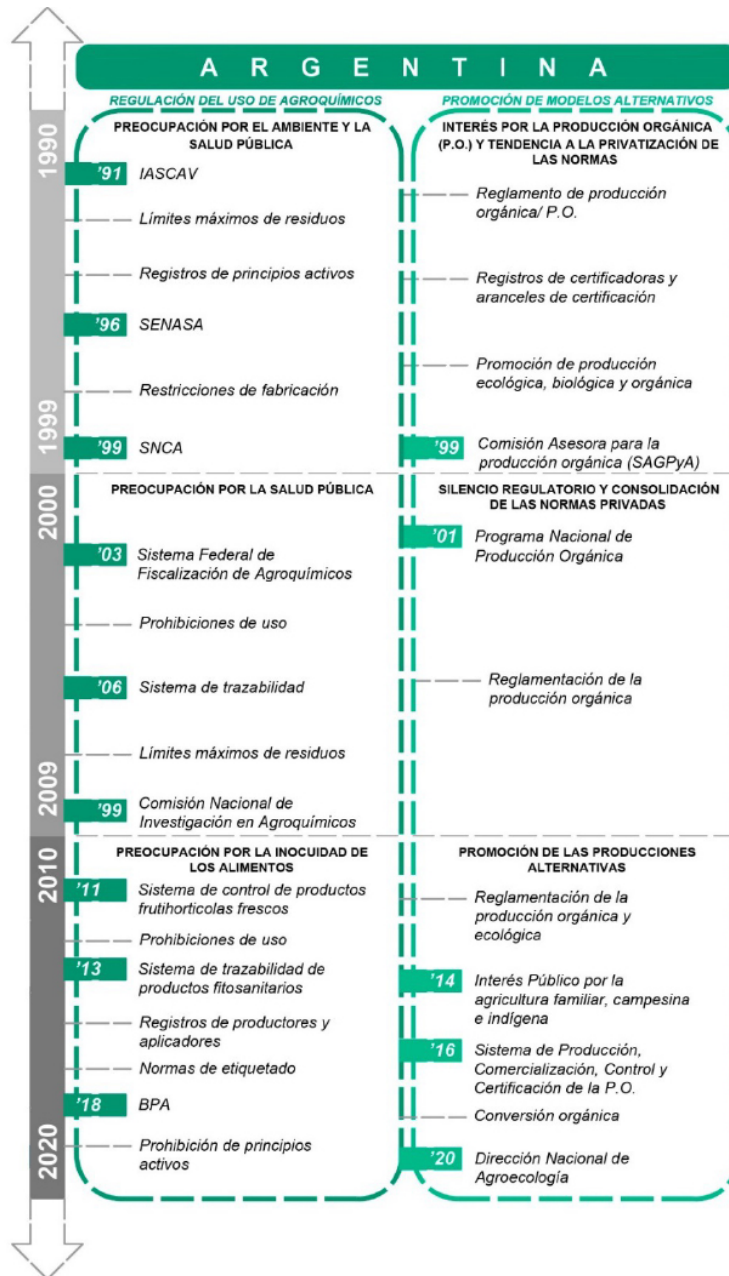 ARGENTINA
REGULACIÓN DEL USO DE AGROQUÍMICOS
PREOCUPACIÓN POR EL AMBIENTE Y LA
SALUD PÚBLICA
1990
'91 IASCAV
Límites máximos de residuos
Registros de principios activos
'96 SENASA
Restricciones de fabricación
1999
'99 SNCA
2000
PREOCUPACIÓN POR LA SALUD PÚBLICA
'03 Sistema Federal de
Fiscalización de Agroquímicos
Prohibiciones de uso
'06 Sistema de trazabilidad
Límites máximos de residuos
2009
'99 Comisión Nacional de
Investigación en Agroquímicos
2010
PREOCUPACIÓN POR LA INOCUIDAD DE
LOS ALIMENTOS
'11 Sistema de control de productos
frutihorticolas frescos
Prohibiciones de uso
'13 Sistema de trazabilidad de
productos fitosanitarios
Registros de productores y
aplicadores
Normas de etiquetado
'18 BPA
2020
Prohibición de principios
activos
PROMOCIÓN DE MODELOS ALTERNATIVOS
INTERÉS POR LA PRODUCCIÓN ORGÁNICA
(P.O.) Y TENDENCIA A LA PRIVATIZACIÓN DE
LAS NORMAS
Reglamento de producción
orgánica/ P.O.
Registros de certificadoras y
aranceles de certificación
Promoción de producción
ecológica, biológica y orgánica
'99 Comisión Asesora para la
producción orgánica (SAGPyA)
SILENCIO REGULATORIO Y CONSOLIDACIÓN
DE LAS NORMAS PRIVADAS
'01 Programa Nacional de
Producción Orgánica
Reglamentación de la
producción orgánica
PROMOCIÓN DE LAS PRODUCCIONES
ALTERNATIVAS
Reglamentación de la
producción orgánica y
ecológica
'14 Interés Público por la
agricultura familiar, campesina
e indígena
'16 Sistema de Producción,
Comercialización, Control y
Certificación de la P.O.
Conversión orgánica
'20 Dirección Nacional de
Agroecología